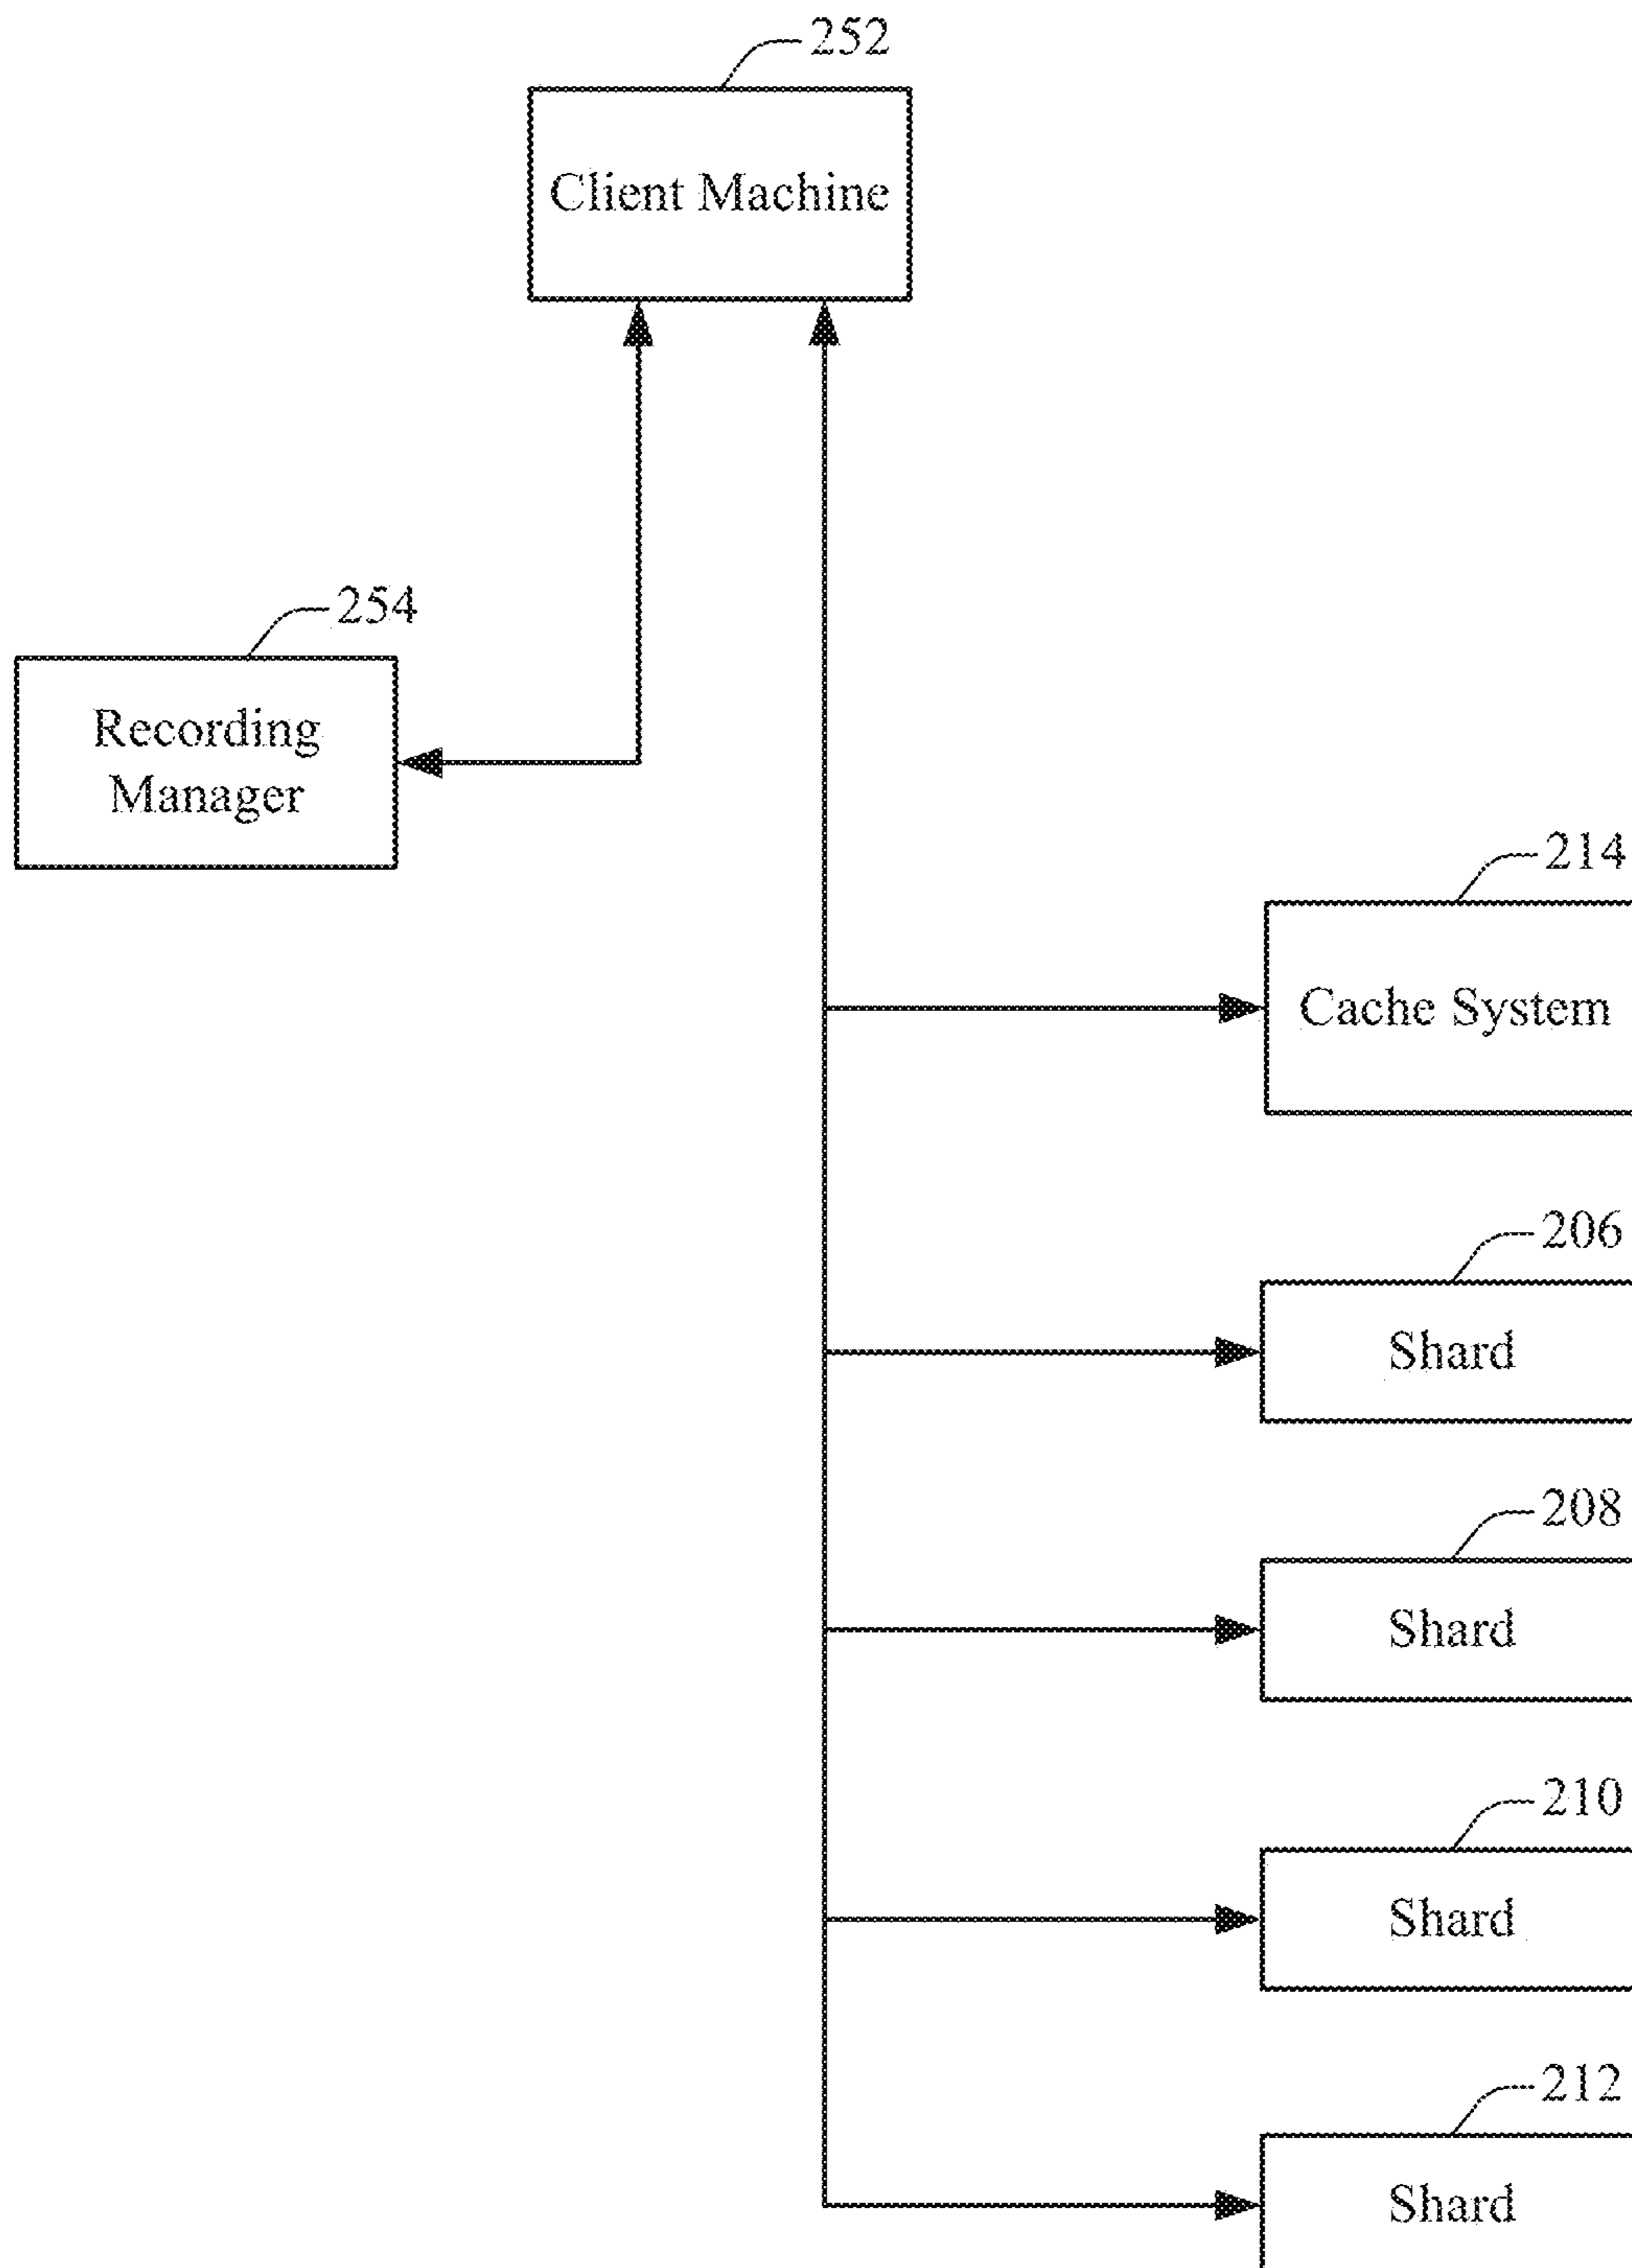 252
Client Machine
254
Recording
Manager
214
Cache System
206
Shard
208
Shard
210
Shard
212
Shard